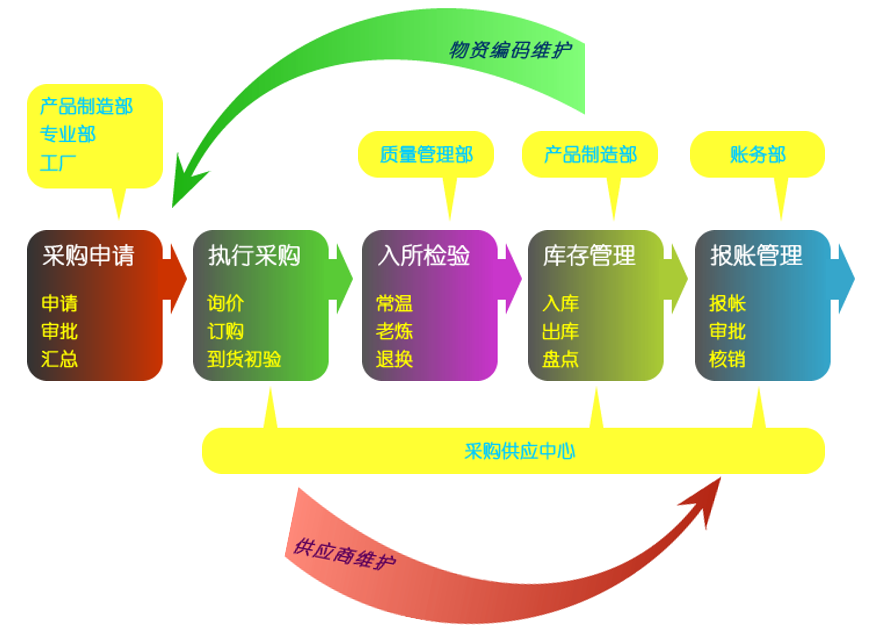 物资编码维护
产品制造部
专业部
工厂
质量管理部
产品制造部
账务部
采购申请
申请
审批
汇总
执行采购
询价
订购
到货初验
入所检验
常温
老炼
退换
库存管理
入库
出库
盘点
报账管理
报帐
审批
核销
采购供应中心
供应商维护